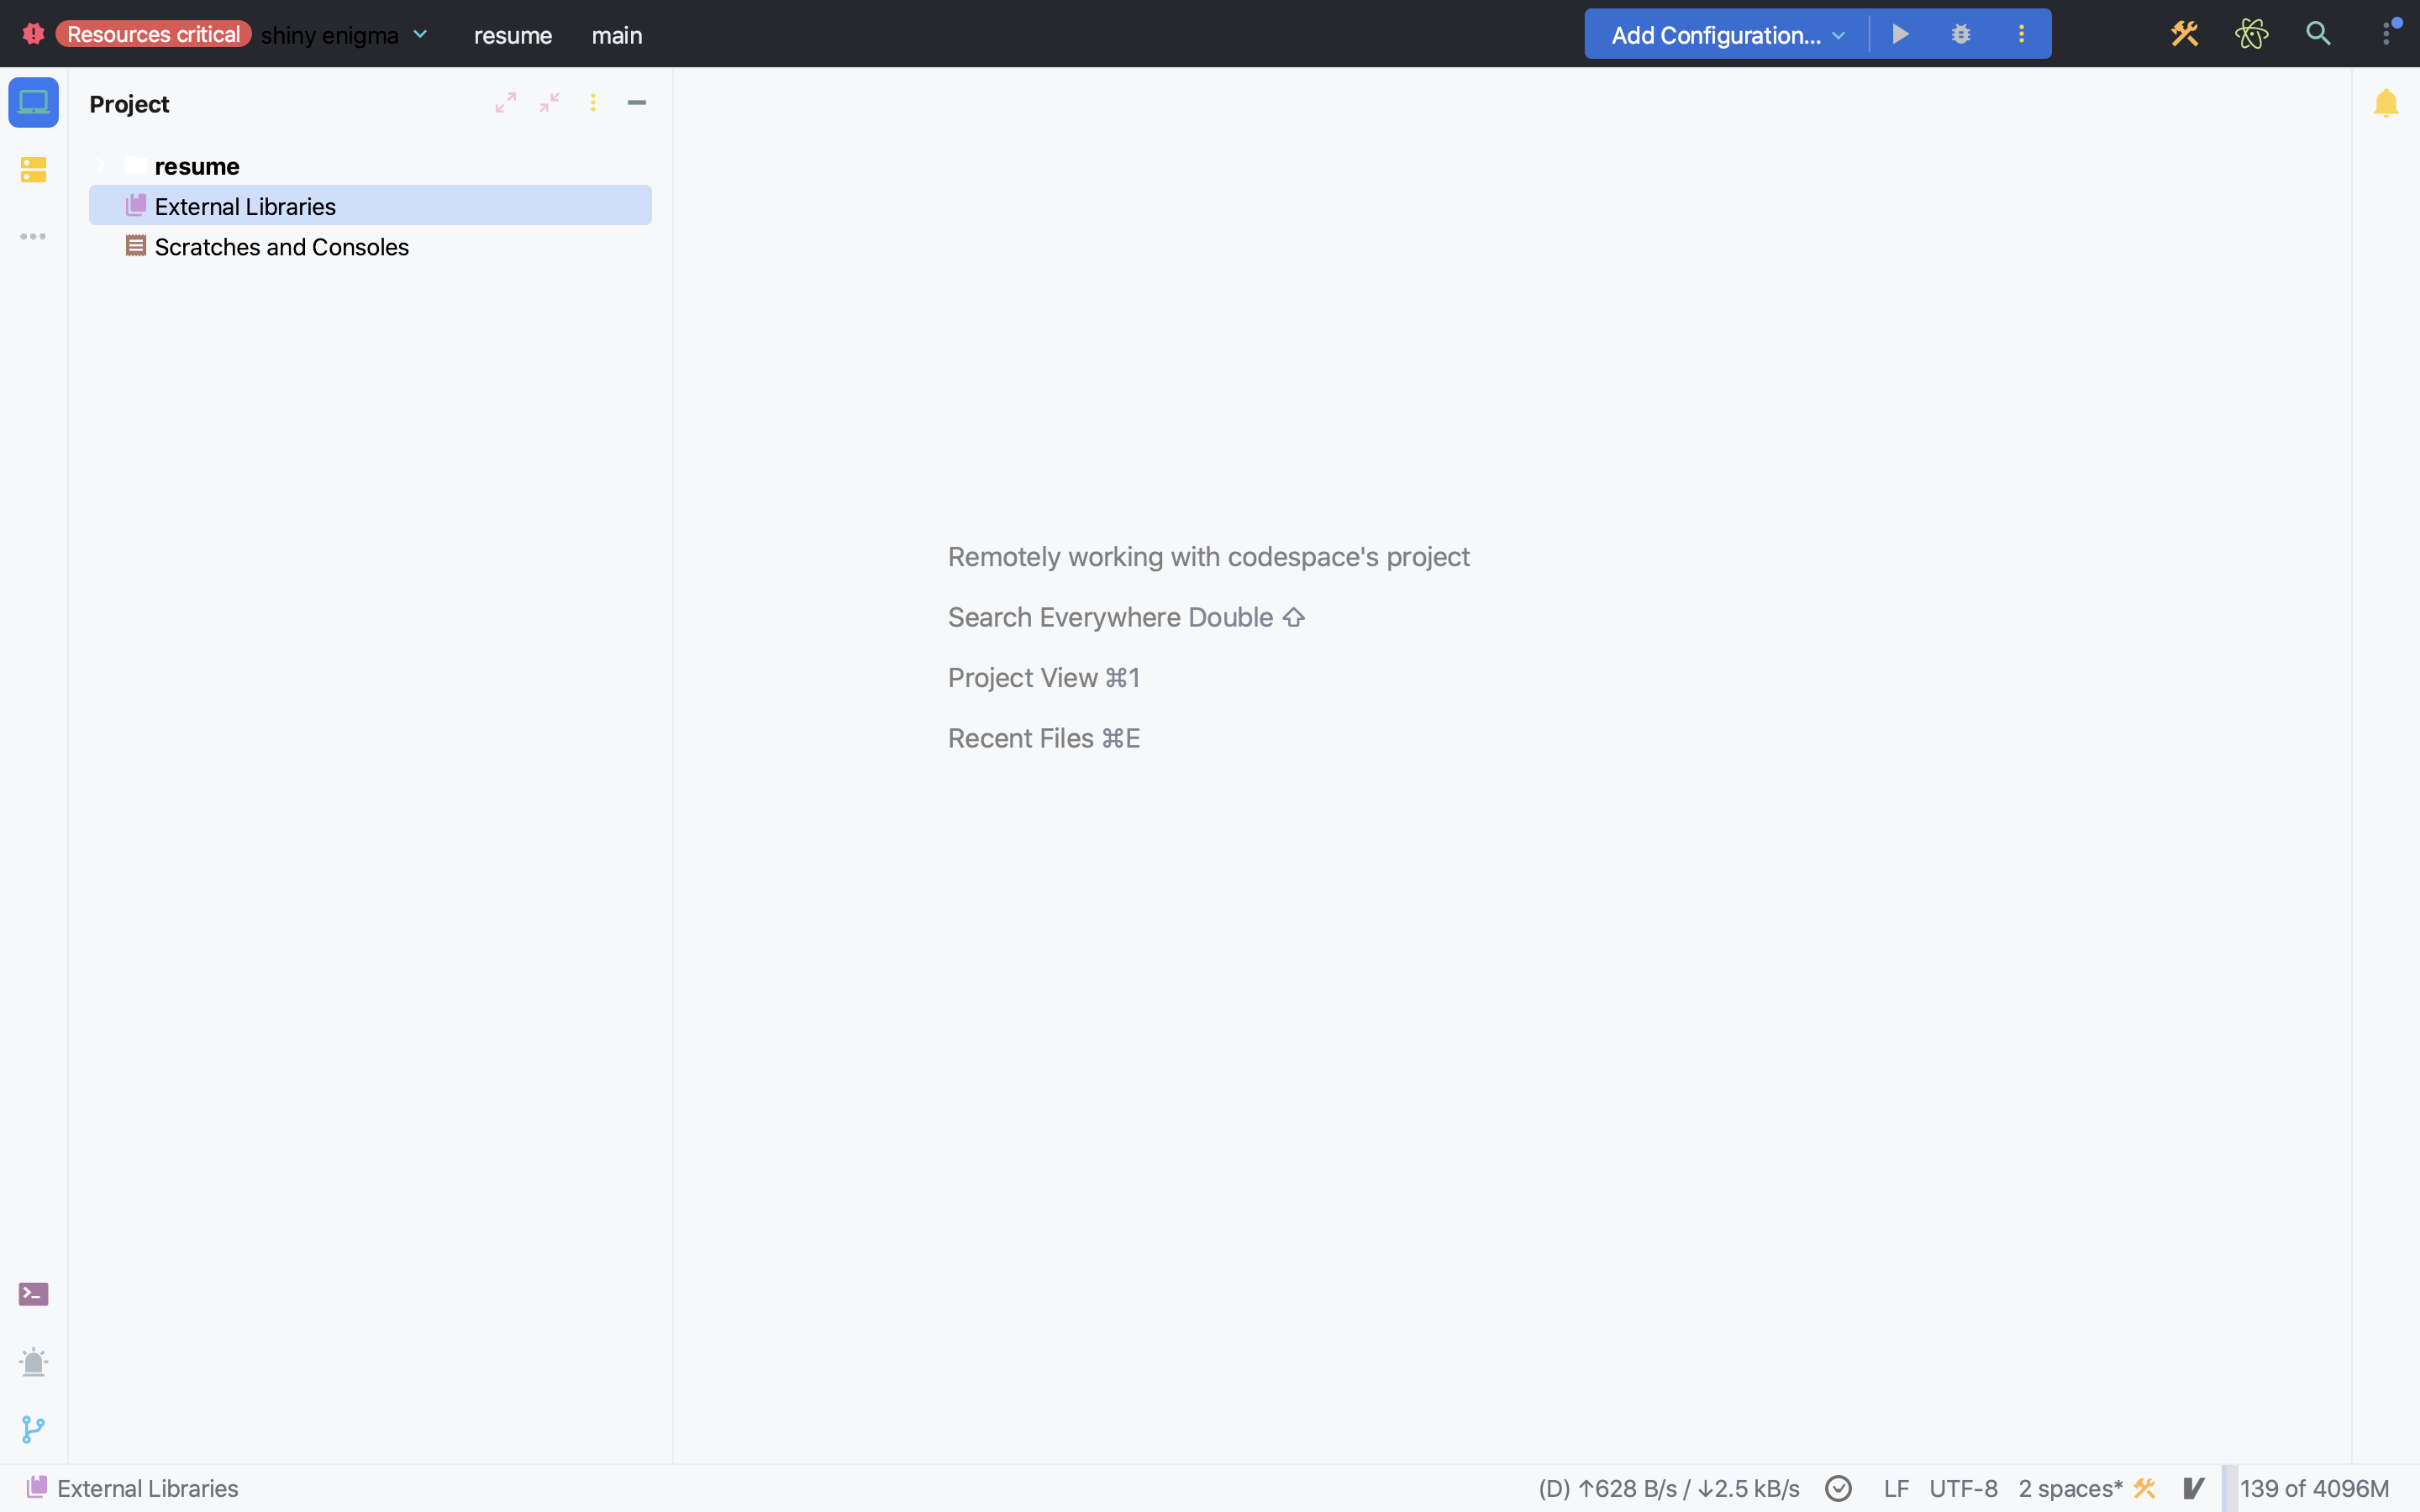 Resources critical shiny enigma resume main Add Configuration...
Project
resume
External Libraries
Scratches and Consoles
Remotely working with codespace's project
Search Everywhere Double ⇧
Project View ⌘1
Recent Files ⌘E
External Libraries (D) ↑628 B/s / ↓2.5 kB/s LF UTF-8 2 spaces* 139 of 4096M